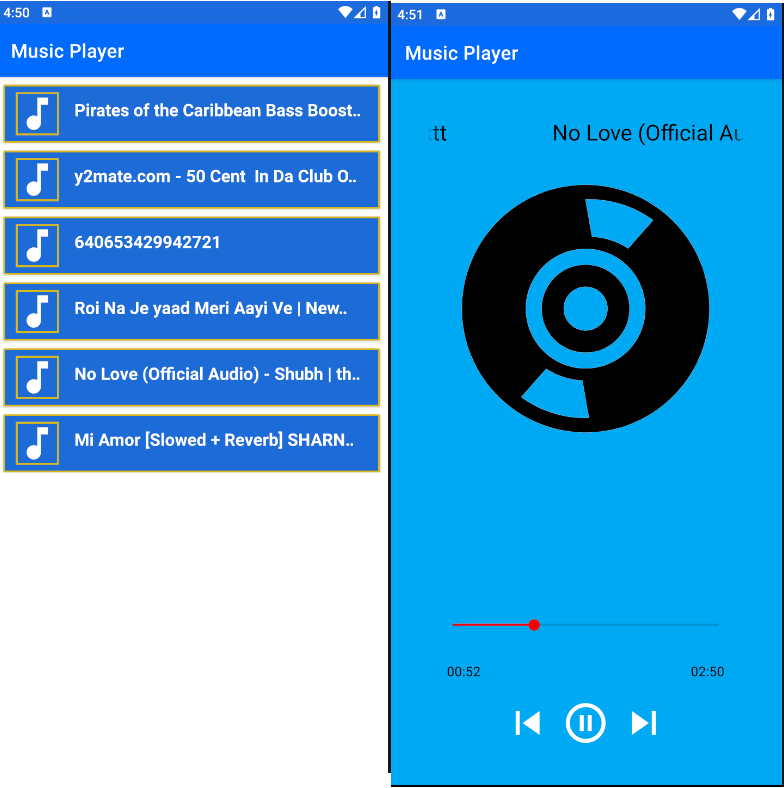 4:50
Music Player
Pirates of the Caribbean Bass Boost..
y2mate.com - 50 Cent  In Da Club O..
640653429942721
Roi Na Je yaad Meri Aayi Ve | New..
No Love (Official Audio) - Shubh | th..
Mi Amor [Slowed + Reverb] SHARN..
4:51
Music Player
tt No Love (Official Au
00:52 02:50